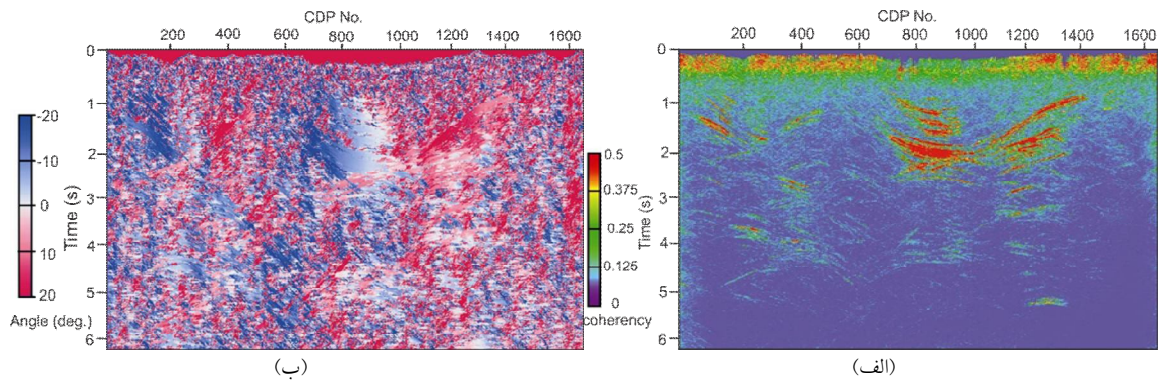 CDP No.
200 400 600 800 1000 1200 1400 1600
0
1
2
3
4
5
6
Time (s)
-20
-10
0
10
20
Angle (deg.)
(ب)
CDP No.
200 400 800 1000 1200 1400 1600
0
1
2
3
4
5
6
Time (s)
0.5
0.375
0.25
0.125
0
coherency
(الف)